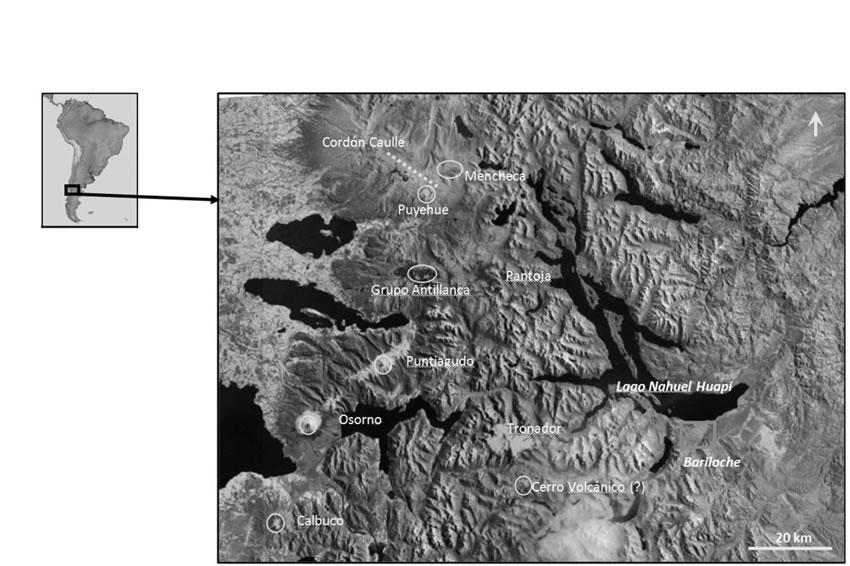 Cordón Caulle
Mencheca
Puyehue
Pantoja
Grupo Antillanca
Puntiagudo
Lago Nahuel Huapi
Osorno
Tronador
Bariloche
Cerro Volcánico (?)
Calbuco
20 km